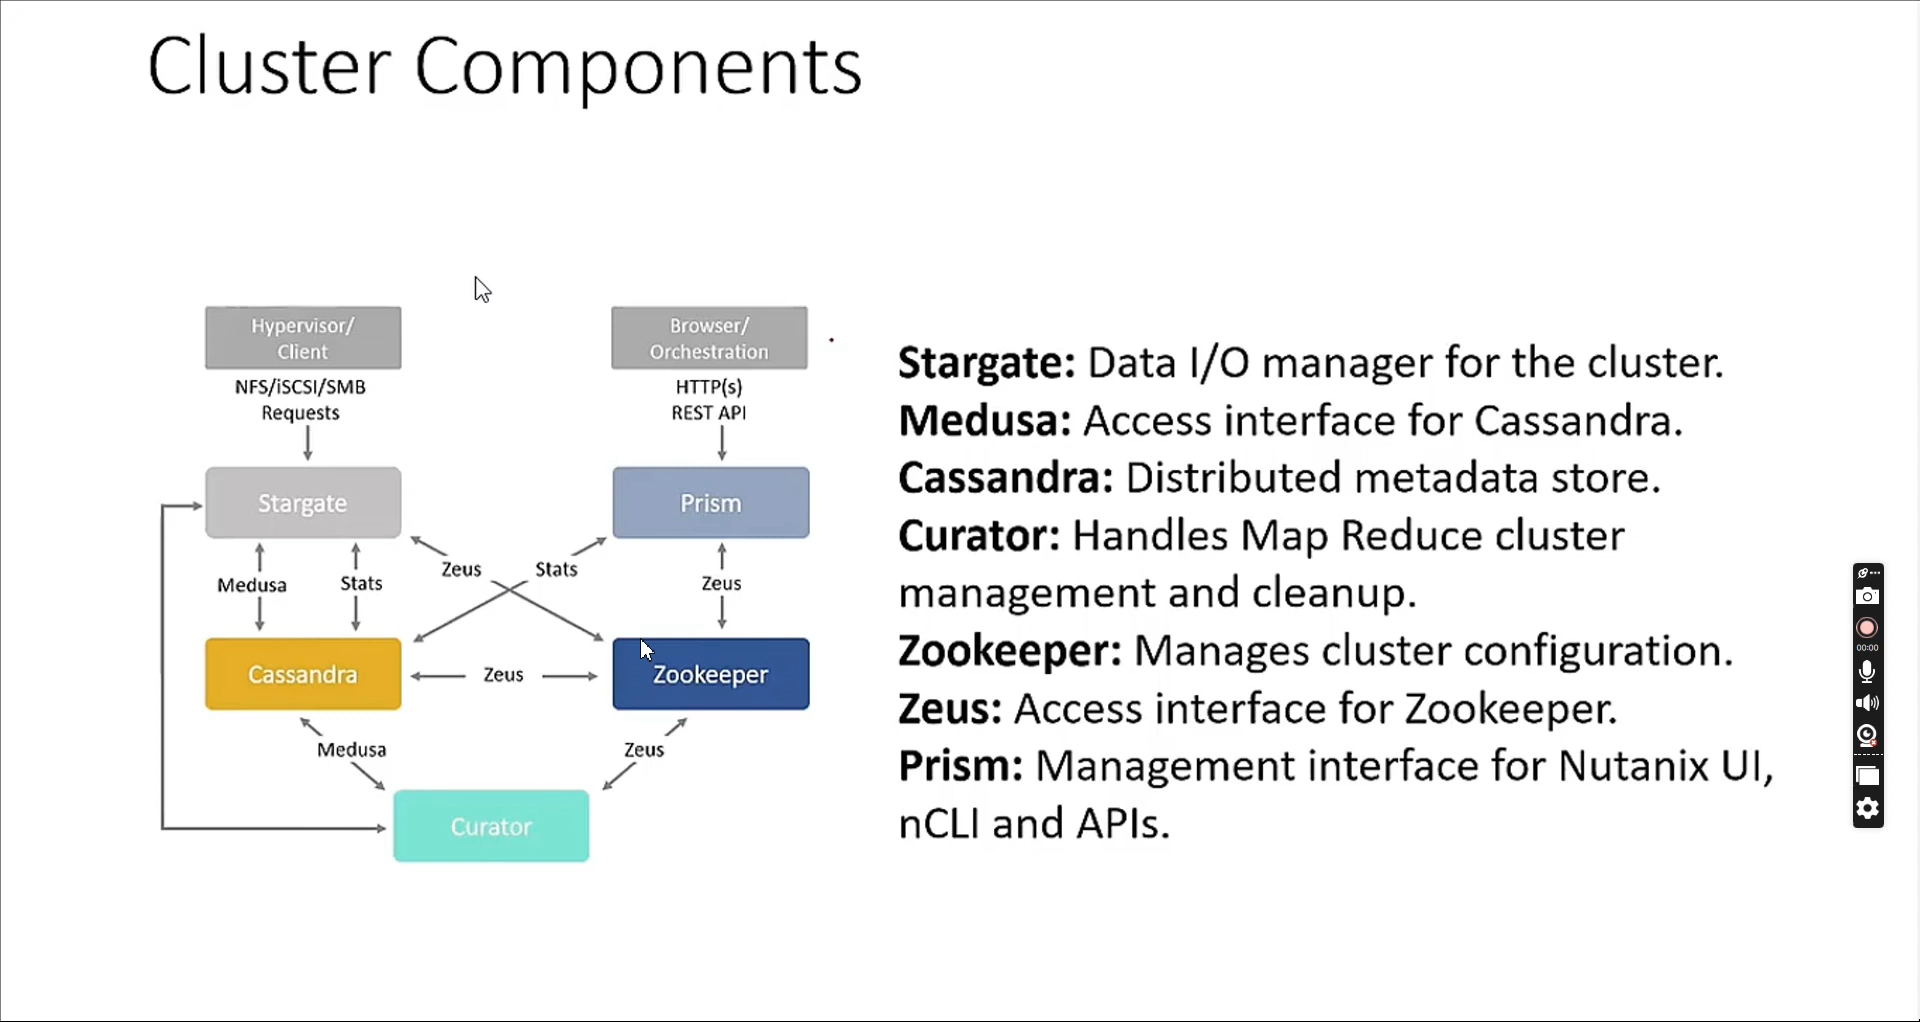 Cluster Components
Hypervisor/
Client
NFS/iSCSI/SMB
Requests
Browser/
Orchestration
HTTP(s)
REST API
Stargate
Prism
Medusa
Stats
Zeus
Stats
Zeus
Cassandra
Zeus
Zookeeper
Medusa
Zeus
Curator
Stargate: Data I/O manager for the cluster.
Medusa: Access interface for Cassandra.
Cassandra: Distributed metadata store.
Curator: Handles Map Reduce cluster
management and cleanup.
Zookeeper: Manages cluster configuration.
Zeus: Access interface for Zookeeper.
Prism: Management interface for Nutanix UI,
nCLI and APIs.
00:00